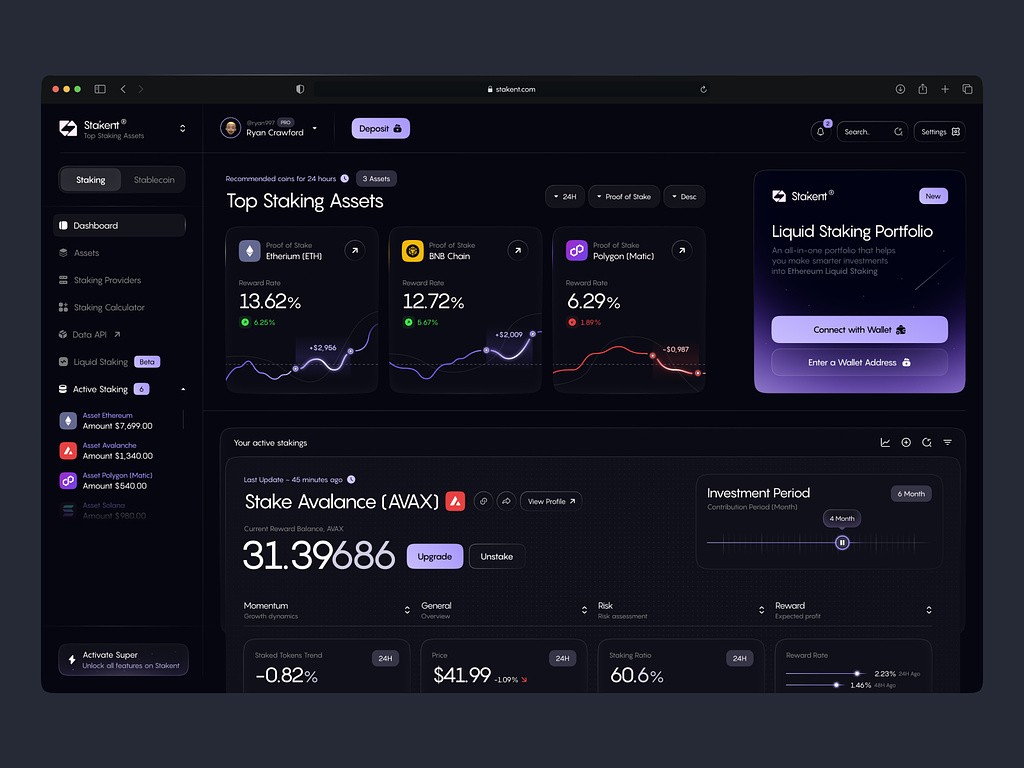 stakent.com
Stakent®
Top Staking Assets
@ryan997 PRO
Ryan Crawford
Deposit
2
Search.
Settings
Staking
Stablecoin
Dashboard
Assets
Staking Providers
Staking Calculator
Data API
Liquid Staking Beta
Active Staking 6
Asset Ethereum
Amount $7,699.00
Asset Avalanche
Amount $1,340.00
Asset Polygon (Matic)
Amount $540.00
Asset Solana
Amount $980.00
Activate Super
Unlock all features on Stakent
Recommended coins for 24 hours 3 Assets
Top Staking Assets
24H
Proof of Stake
Desc
Proof of Stake
Etherium (ETH)
Reward Rate
13.62%
6.25%
+$2,956
Proof of Stake
BNB Chain
Reward Rate
12.72%
5.67%
+$2,009
Proof of Stake
Polygon (Matic)
Reward Rate
6.29%
1.89%
-$0,987
Stakent®
New
Liquid Staking Portfolio
An all-in-one portfolio that helps
you make smarter investments
into Ethereum Liquid Staking
Connect with Wallet
Enter a Wallet Address
Your active stakings
Last Update ~ 45 minutes ago
Stake Avalance (AVAX)
View Profile
Current Reward Balance, AVAX
31.39686
Upgrade
Unstake
Investment Period
Contribution Period (Month)
6 Month
4 Month
Momentum
Growth dynamics
General
Overview
Risk
Risk assessment
Reward
Expected profit
Staked Tokens Trend
24H
-0.82%
Price
24H
$41.99 -1.09%
Staking Ratio
24H
60.6%
Reward Rate
2.23% 24H Ago
1.46% 48H Ago